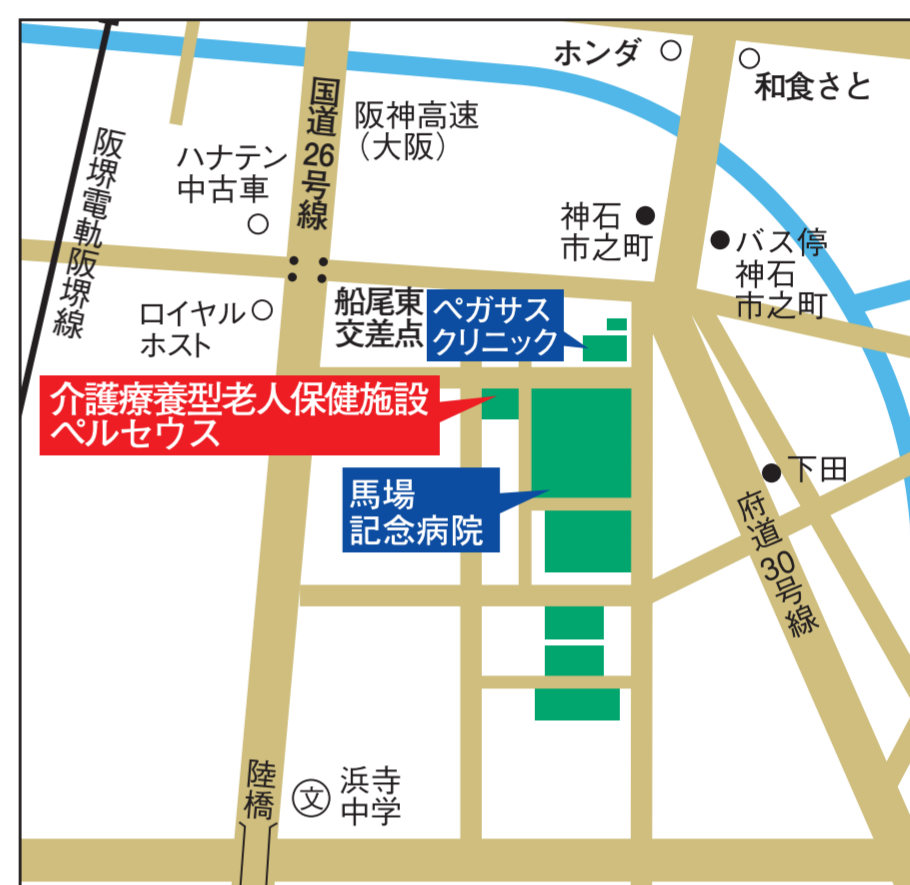 ホンダ
和食さと
国道26号線
阪神高速
（大阪）
阪堺電軌阪堺線
ハナテン
中古車
神石
市之町
バス停
神石
市之町
ロイヤル
ホスト
船尾東
交差点
ペガサス
クリニック
介護療養型老人保健施設
ペルセウス
馬場
記念病院
下田
府道30号線
陸橋
文
浜寺
中学